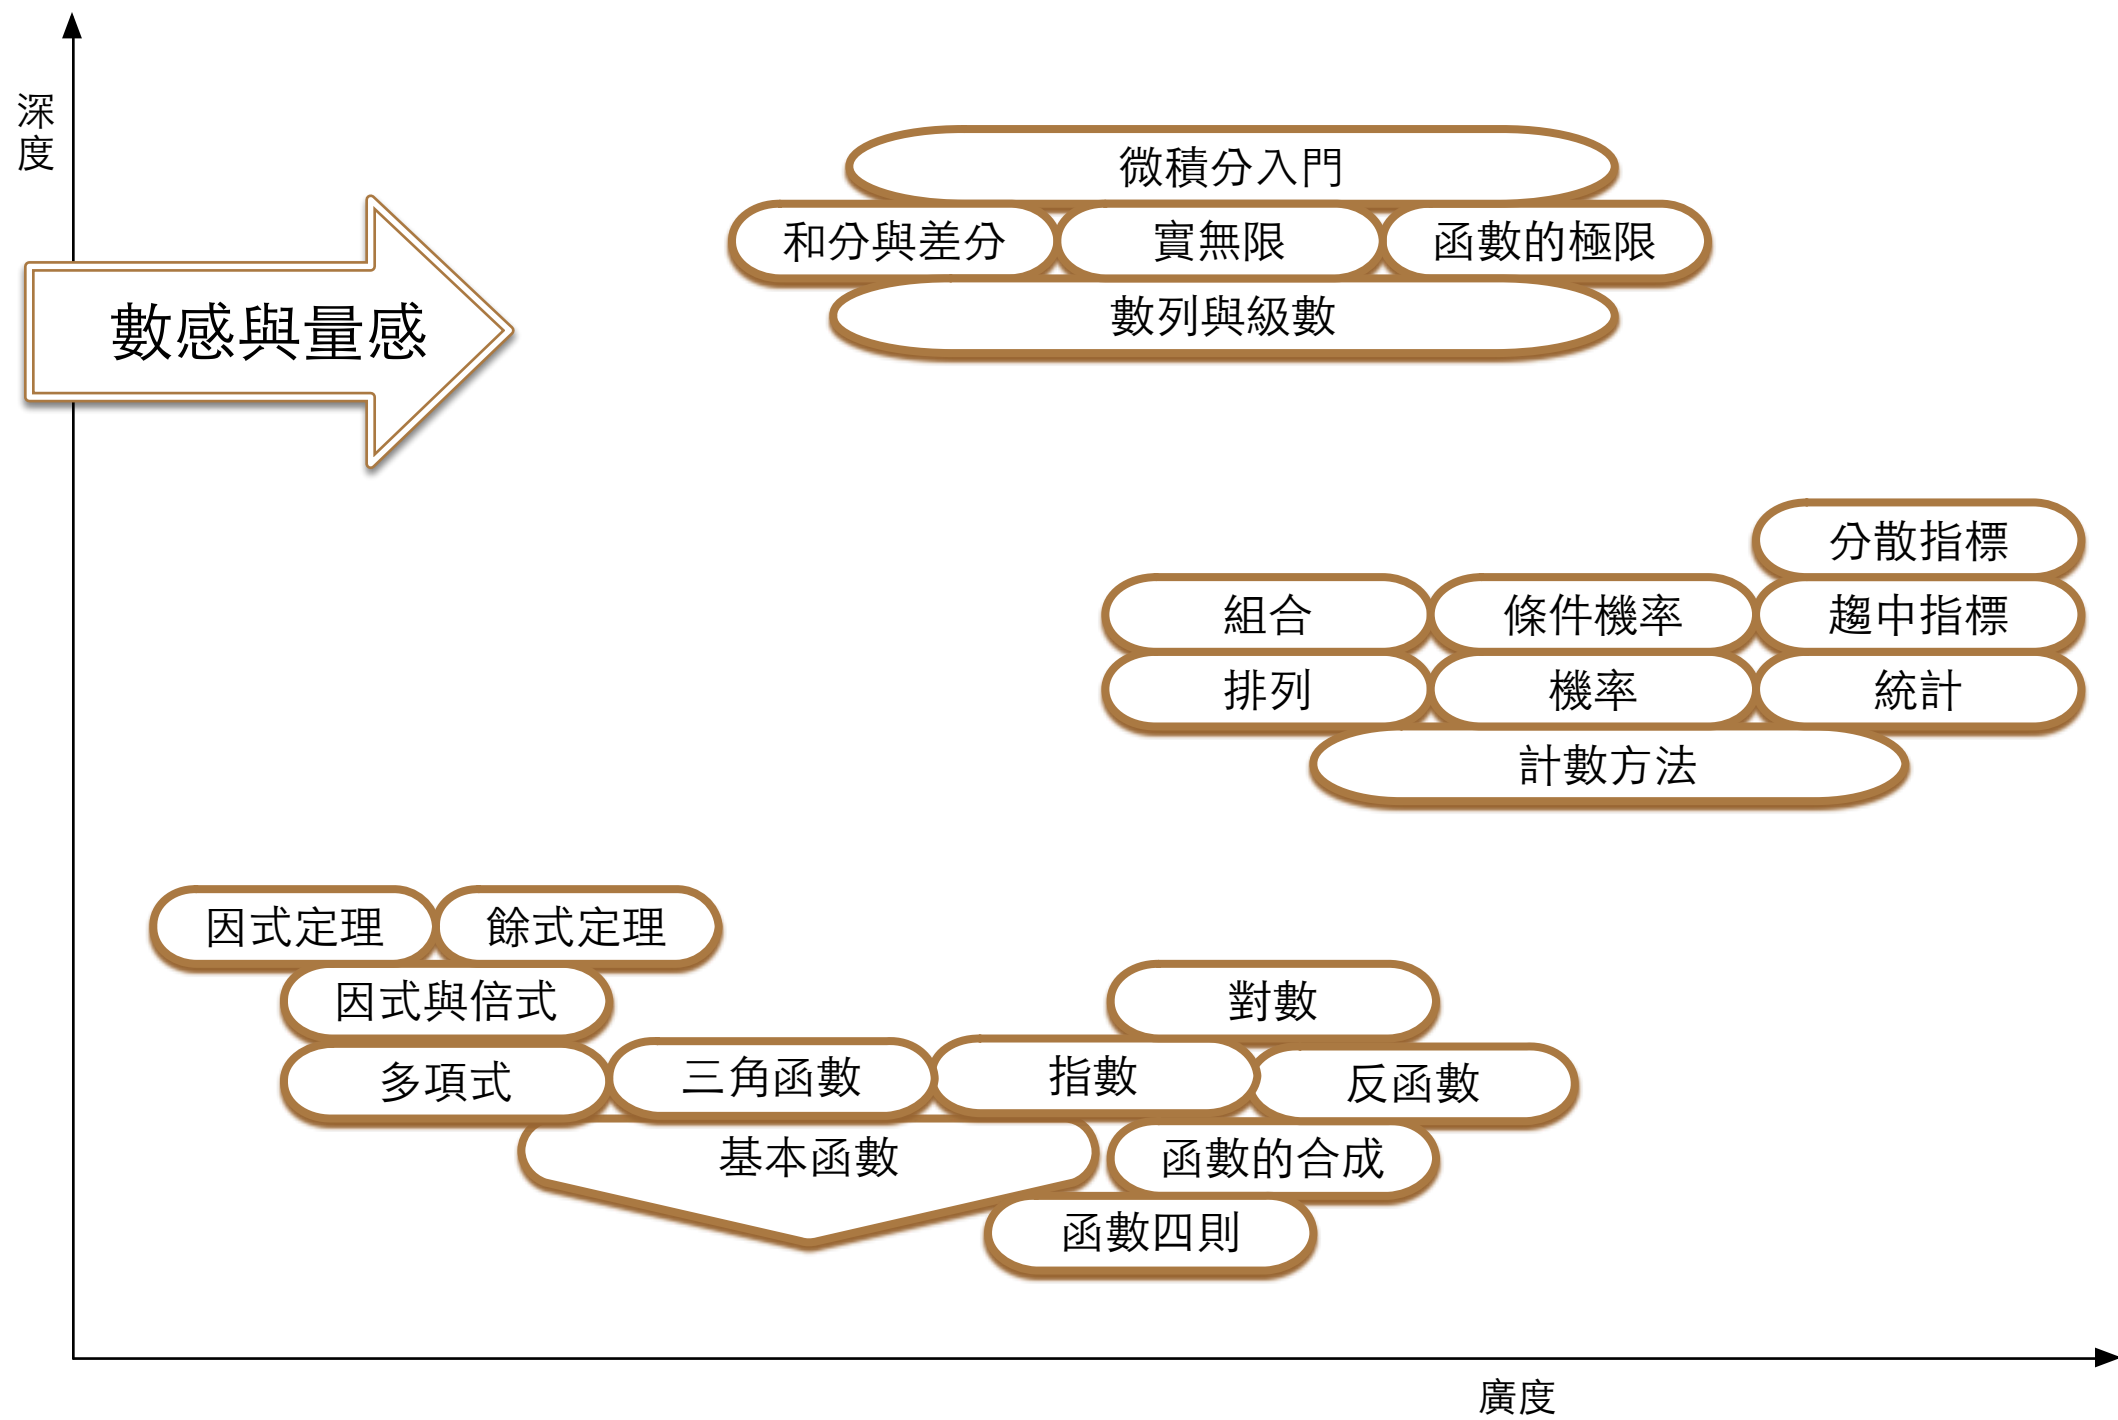 深度
微積分入門
和分與差分
實無限
函數的極限
數列與級數
數感與量感
分散指標
組合
條件機率
趨中指標
排列
機率
統計
計數方法
因式定理
餘式定理
因式與倍式
對數
多項式
三角函數
指數
反函數
基本函數
函數的合成
函數四則
廣度